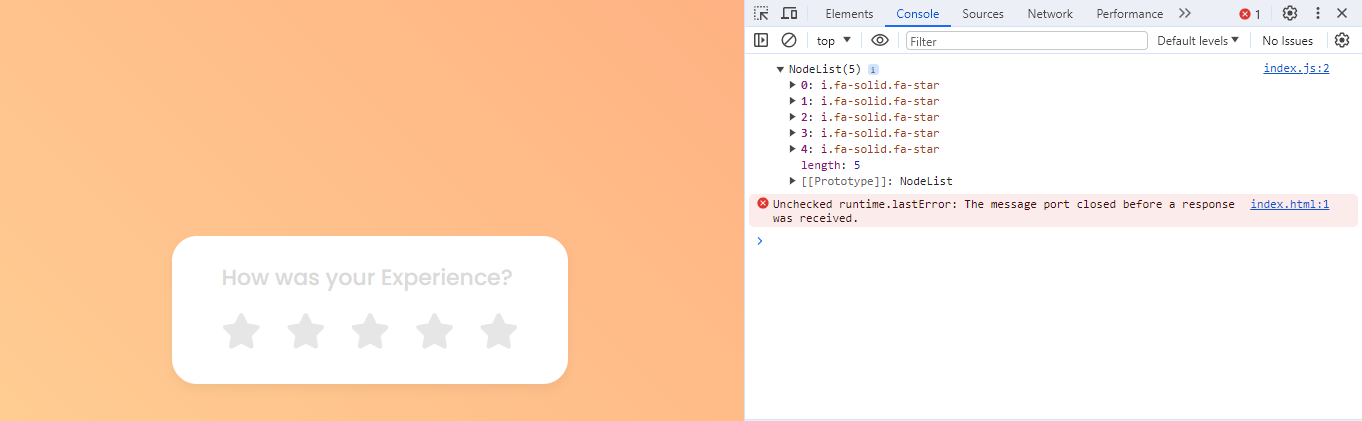 How was your Experience?
Elements Console Sources Network Performance 1
top Filter Default levels No Issues
NodeList(5) i index.js:2
0: i.fa-solid.fa-star
1: i.fa-solid.fa-star
2: i.fa-solid.fa-star
3: i.fa-solid.fa-star
4: i.fa-solid.fa-star
length: 5
[[Prototype]]: NodeList
Unchecked runtime.lastError: The message port closed before a response index.html:1
was received.